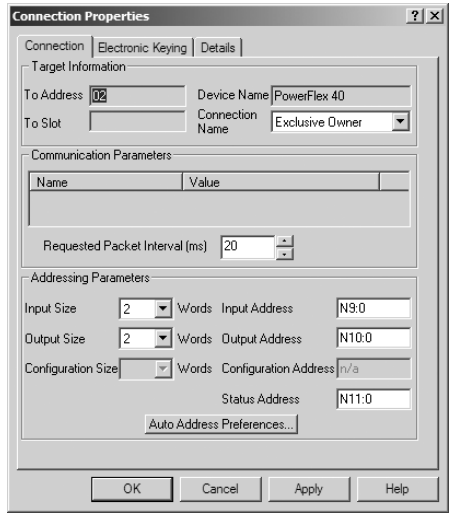 Connection Properties ? x
Connection Electronic Keying Details
Target Information
To Address 02 Device Name PowerFlex 40
To Slot Connection Name Exclusive Owner
Communication Parameters
Name Value
Requested Packet Interval (ms) 20
Addressing Parameters
Input Size 2 Words Input Address N9:0
Output Size 2 Words Output Address N10:0
Configuration Size Words Configuration Address n/a
Status Address N11:0
Auto Address Preferences...
OK Cancel Apply Help